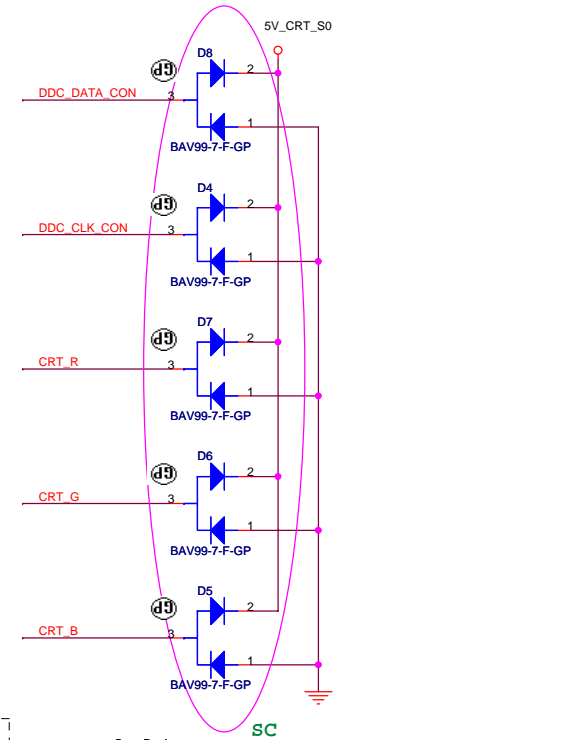 5V_CRT_S0
D8
GP
2
DDC_DATA_CON
3
1
BAV99-7-F-GP
D4
GP
2
DDC_CLK_CON
3
1
BAV99-7-F-GP
D7
GP
2
CRT_R
3
1
BAV99-7-F-GP
D6
GP
2
CRT_G
3
1
BAV99-7-F-GP
D5
GP
2
CRT_B
3
1
BAV99-7-F-GP
SC